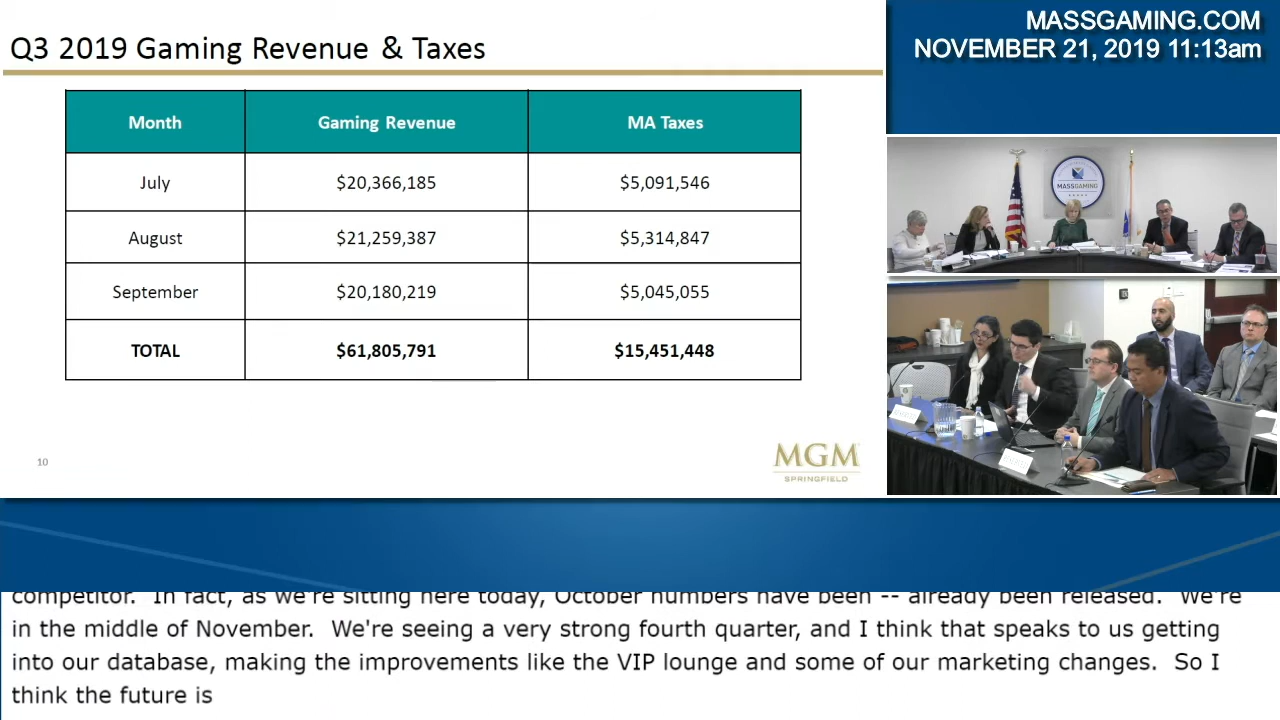 Q3 2019 Gaming Revenue & Taxes
MASSGAMING.COM
NOVEMBER 21, 2019 11:13am
Month Gaming Revenue MA Taxes
July $20,366,185 $5,091,546
August $21,259,387 $5,314,847
September $20,180,219 $5,045,055
TOTAL $61,805,791 $15,451,448
MASSGAMING
10
MGM
SPRINGFIELD
competitor. In fact, as we're sitting here today, October numbers have been -- already been released. We're
in the middle of November. We're seeing a very strong fourth quarter, and I think that speaks to us getting
into our database, making the improvements like the VIP lounge and some of our marketing changes. So I
think the future is